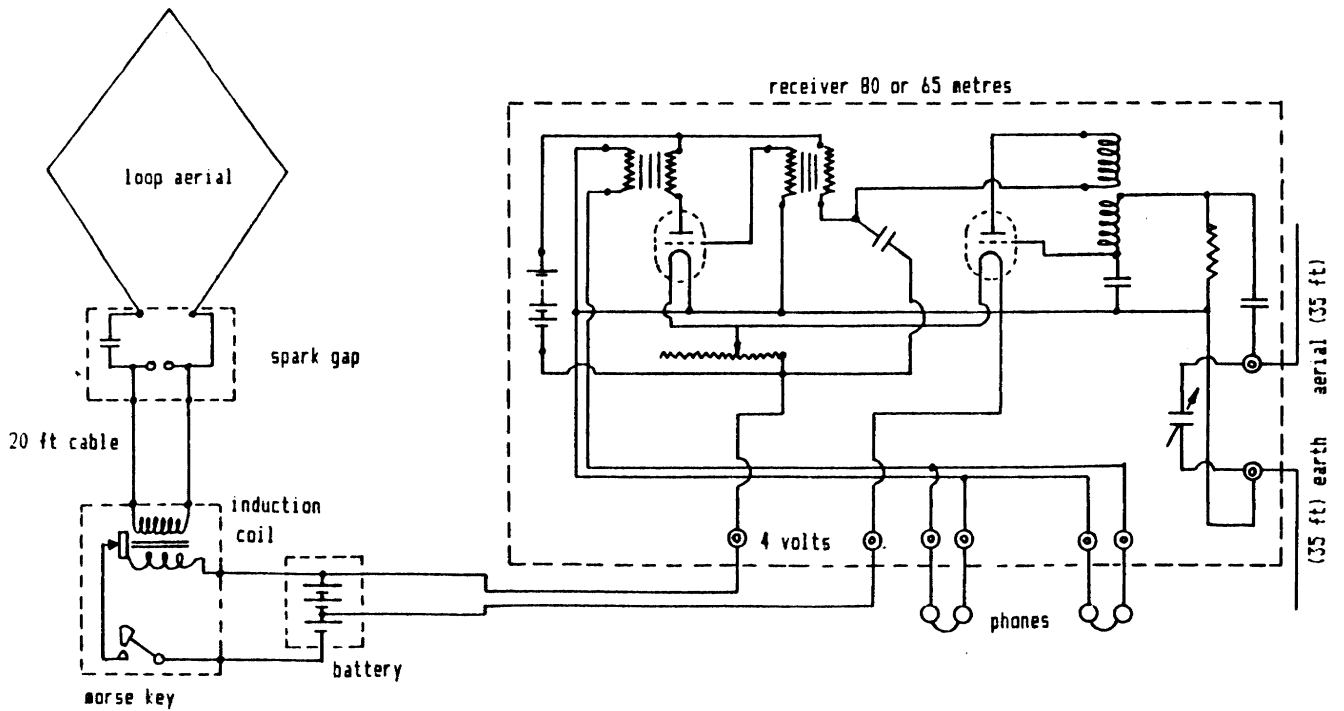 receiver 80 or 65 metres
loop aerial
spark gap
20 ft cable
induction
coil
4 volts
phones
battery
morse key
aerial (35 ft)
(35 ft) earth